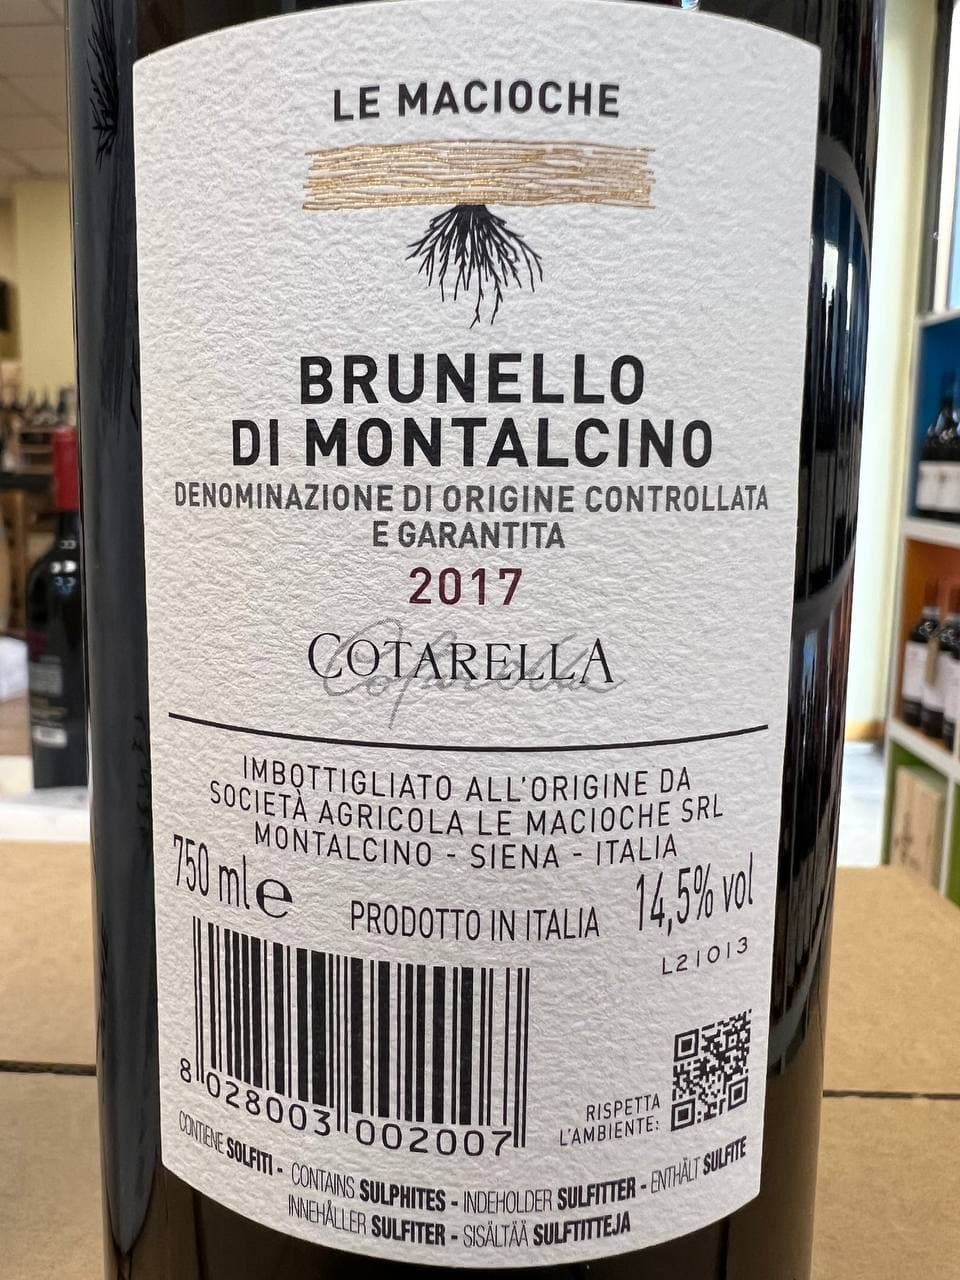 LE MACIOCHE
BRUNELLO
DI MONTALCINO
DENOMINAZIONE DI ORIGINE CONTROLLATA
E GARANTITA
2017
COTARELLA
IMBOTTIGLIATO ALL'ORIGINE DA
SOCIETÀ AGRICOLA LE MACIOCHE SRL
MONTALCINO - SIENA - ITALIA
750 ml e
PRODOTTO IN ITALIA
14,5% vol
L21013
8 028003 002007
RISPETTA
L'AMBIENTE:
CONTIENE SOLFITI - CONTAINS SULPHITES - INDEHOLDER SULFITTER - ENTHÄLT SULFITE
INNEHÅLLER SULFITER - SISÄLTÄÄ SULFTITTEJA